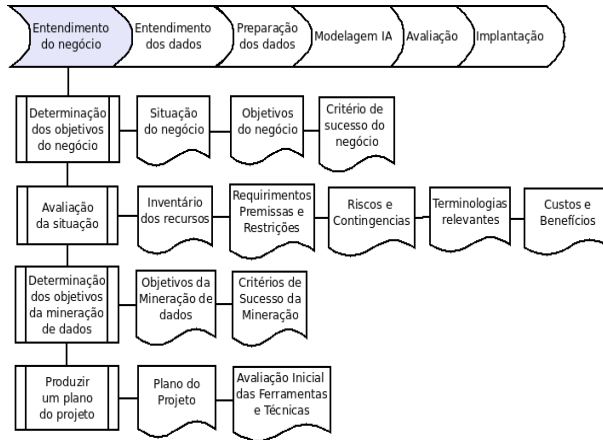 Entendimento
do negócio
Entendimento
dos dados
Preparação
dos dados
Modelagem IA
Avaliação
Implantação
Determinação
dos objetivos
do negócio
Situação
do negócio
Objetivos
do negócio
Critério de
sucesso do
negócio
Avaliação
da situação
Inventário
dos recursos
Requirimentos
Premissas e
Restrições
Riscos e
Contingencias
Terminologias
relevantes
Custos e
Benefícios
Determinação
dos objetivos
da mineração
de dados
Objetivos da
Mineração de
dados
Critérios de
Sucesso da
Mineração
Produzir
um plano
do projeto
Plano do
Projeto
Avaliação Inicial
das Ferramentas
e Técnicas